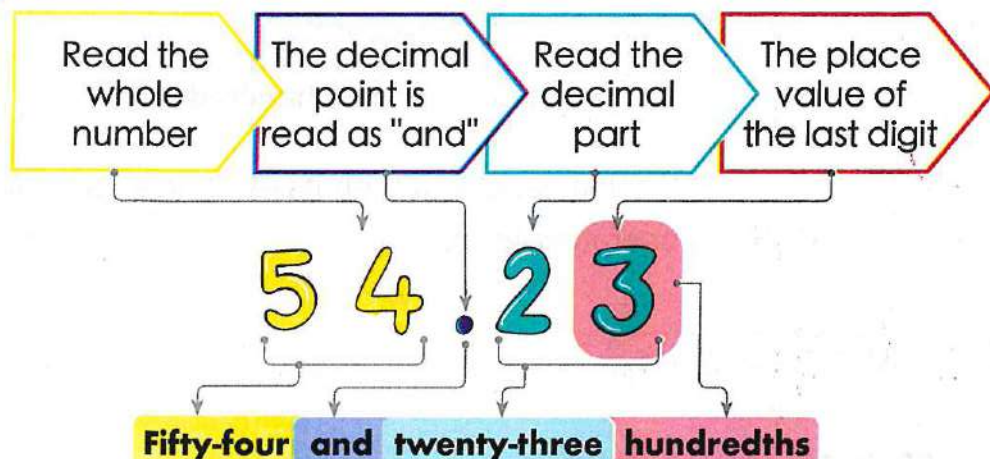 Read the
whole
number
The decimal
point is
read as "and"
Read the
decimal
part
The place
value of
the last digit
54.23
Fifty-four and twenty-three hundredths